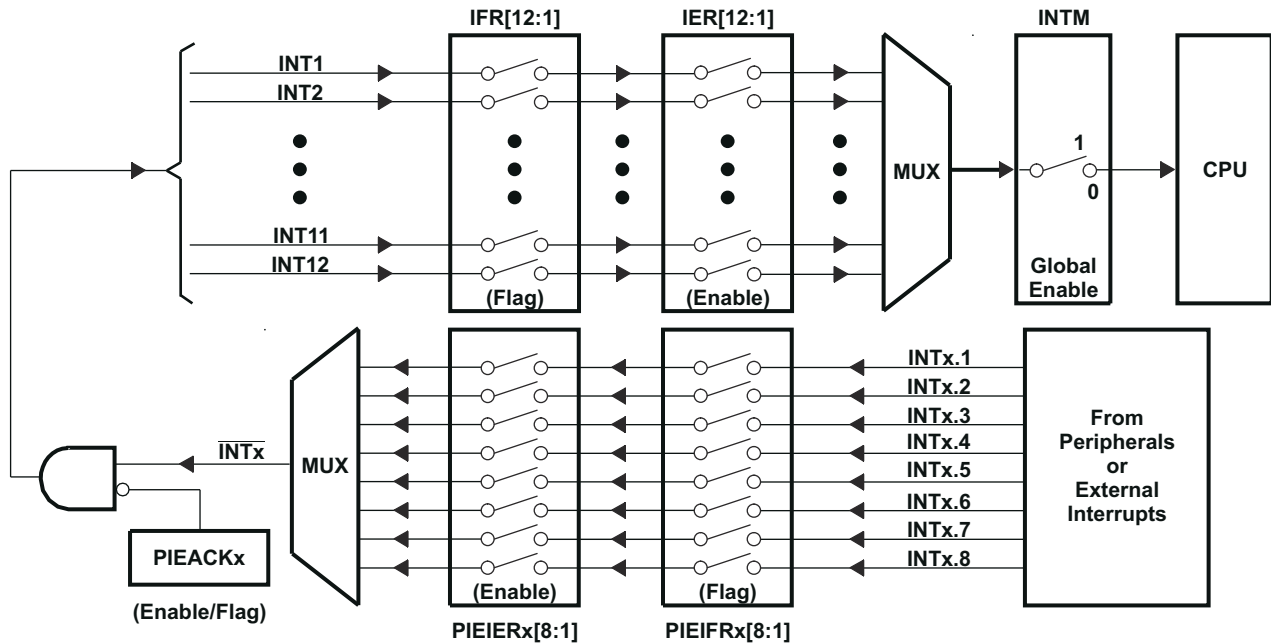 IFR[12:1] IER[12:1] INTM
INT1
INT2
MUX
1
0
CPU
INT11
INT12
(Flag)
(Enable)
Global
Enable
INTx.1
INTx.2
INTx.3
INTx.4
INTx.5
INTx.6
INTx.7
INTx.8
From
Peripherals
or
External
Interrupts
INTx
MUX
PIEACKx
(Enable/Flag)
(Enable)
(Flag)
PIEIERx[8:1] PIEIFRx[8:1]